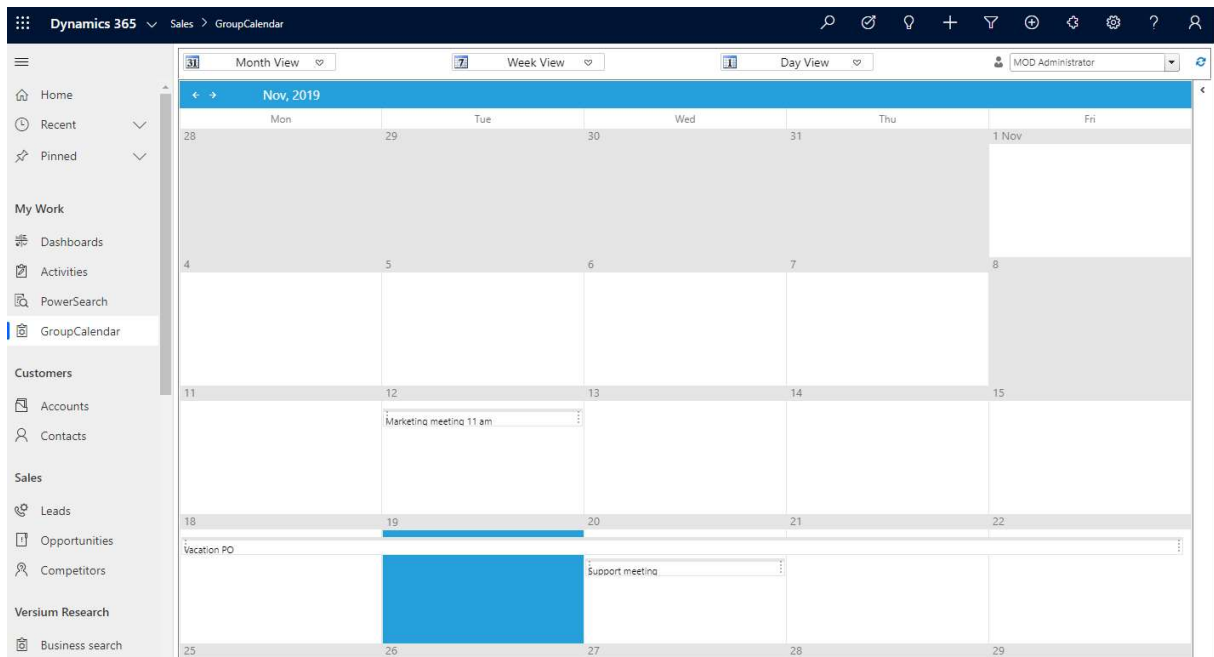 Dynamics 365 Sales > GroupCalendar
31 Month View 7 Week View 1 Day View MOD Administrator
Home
Recent
Pinned
My Work
Dashboards
Activities
PowerSearch
GroupCalendar
Customers
Accounts
Contacts
Sales
Leads
Opportunities
Competitors
Versium Research
Business search
Nov, 2019
Mon Tue Wed Thu Fri
28 29 30 31 1 Nov
4 5 6 7 8
11 12 13 14 15
Marketing meeting 11 am
18 19 20 21 22
Vacation PO
Support meeting
25 26 27 28 29